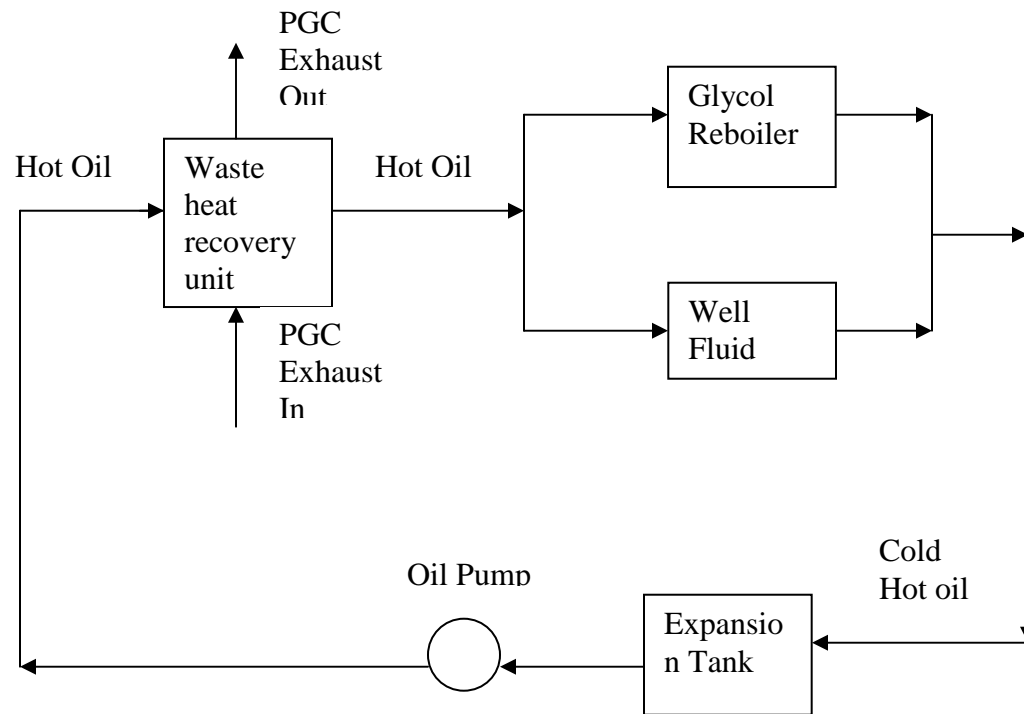 PGC
Exhaust
Out
Glycol
Reboiler
Hot Oil
Waste
heat
recovery
unit
Hot Oil
PGC
Exhaust
In
Well
Fluid
Cold
Hot oil
Oil Pump
Expansio
n Tank